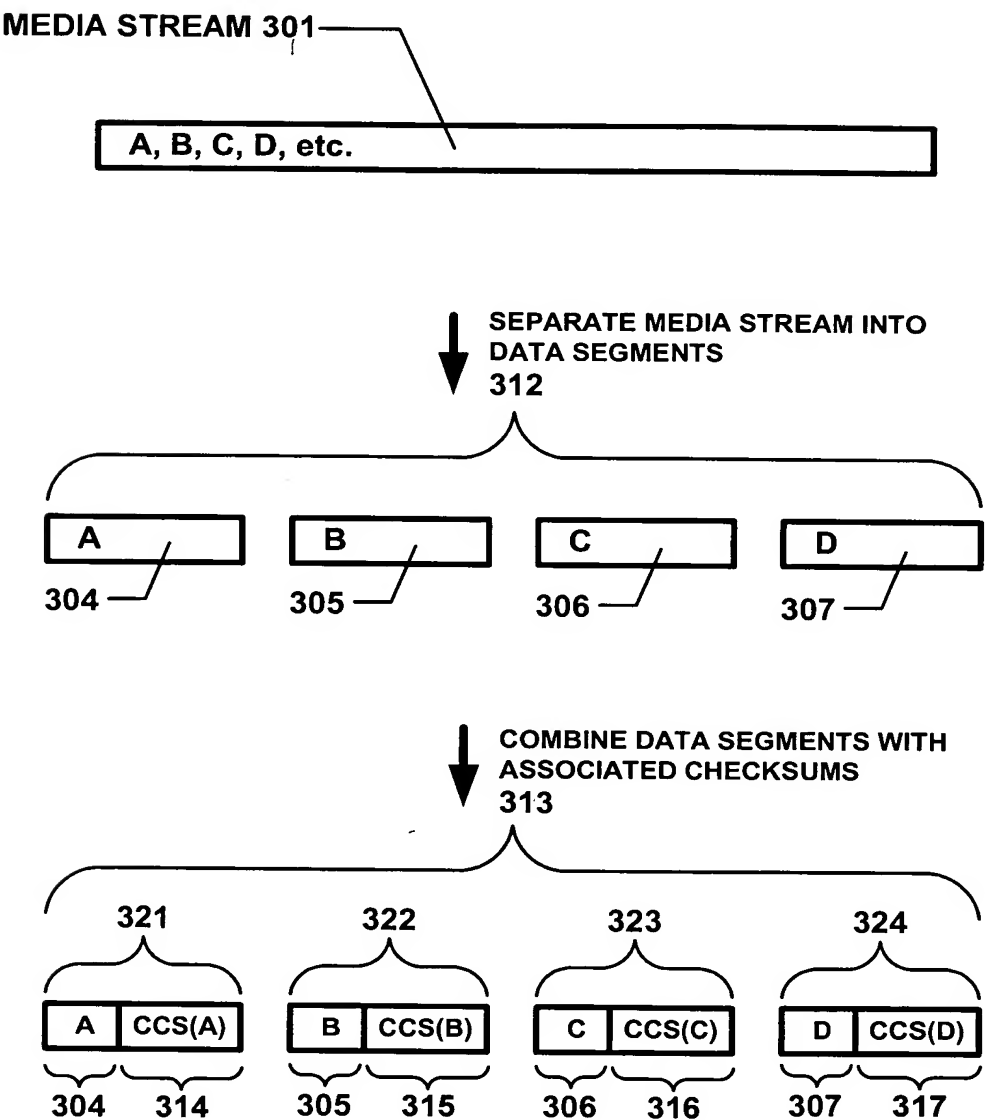 MEDIA STREAM 301
A, B, C, D, etc.
SEPARATE MEDIA STREAM INTO
DATA SEGMENTS
312
A B C D
304 305 306 307
COMBINE DATA SEGMENTS WITH
ASSOCIATED CHECKSUMS
313
321 322 323 324
A CCS(A) B CCS(B) C CCS(C) D CCS(D)
304 314 305 315 306 316 307 317